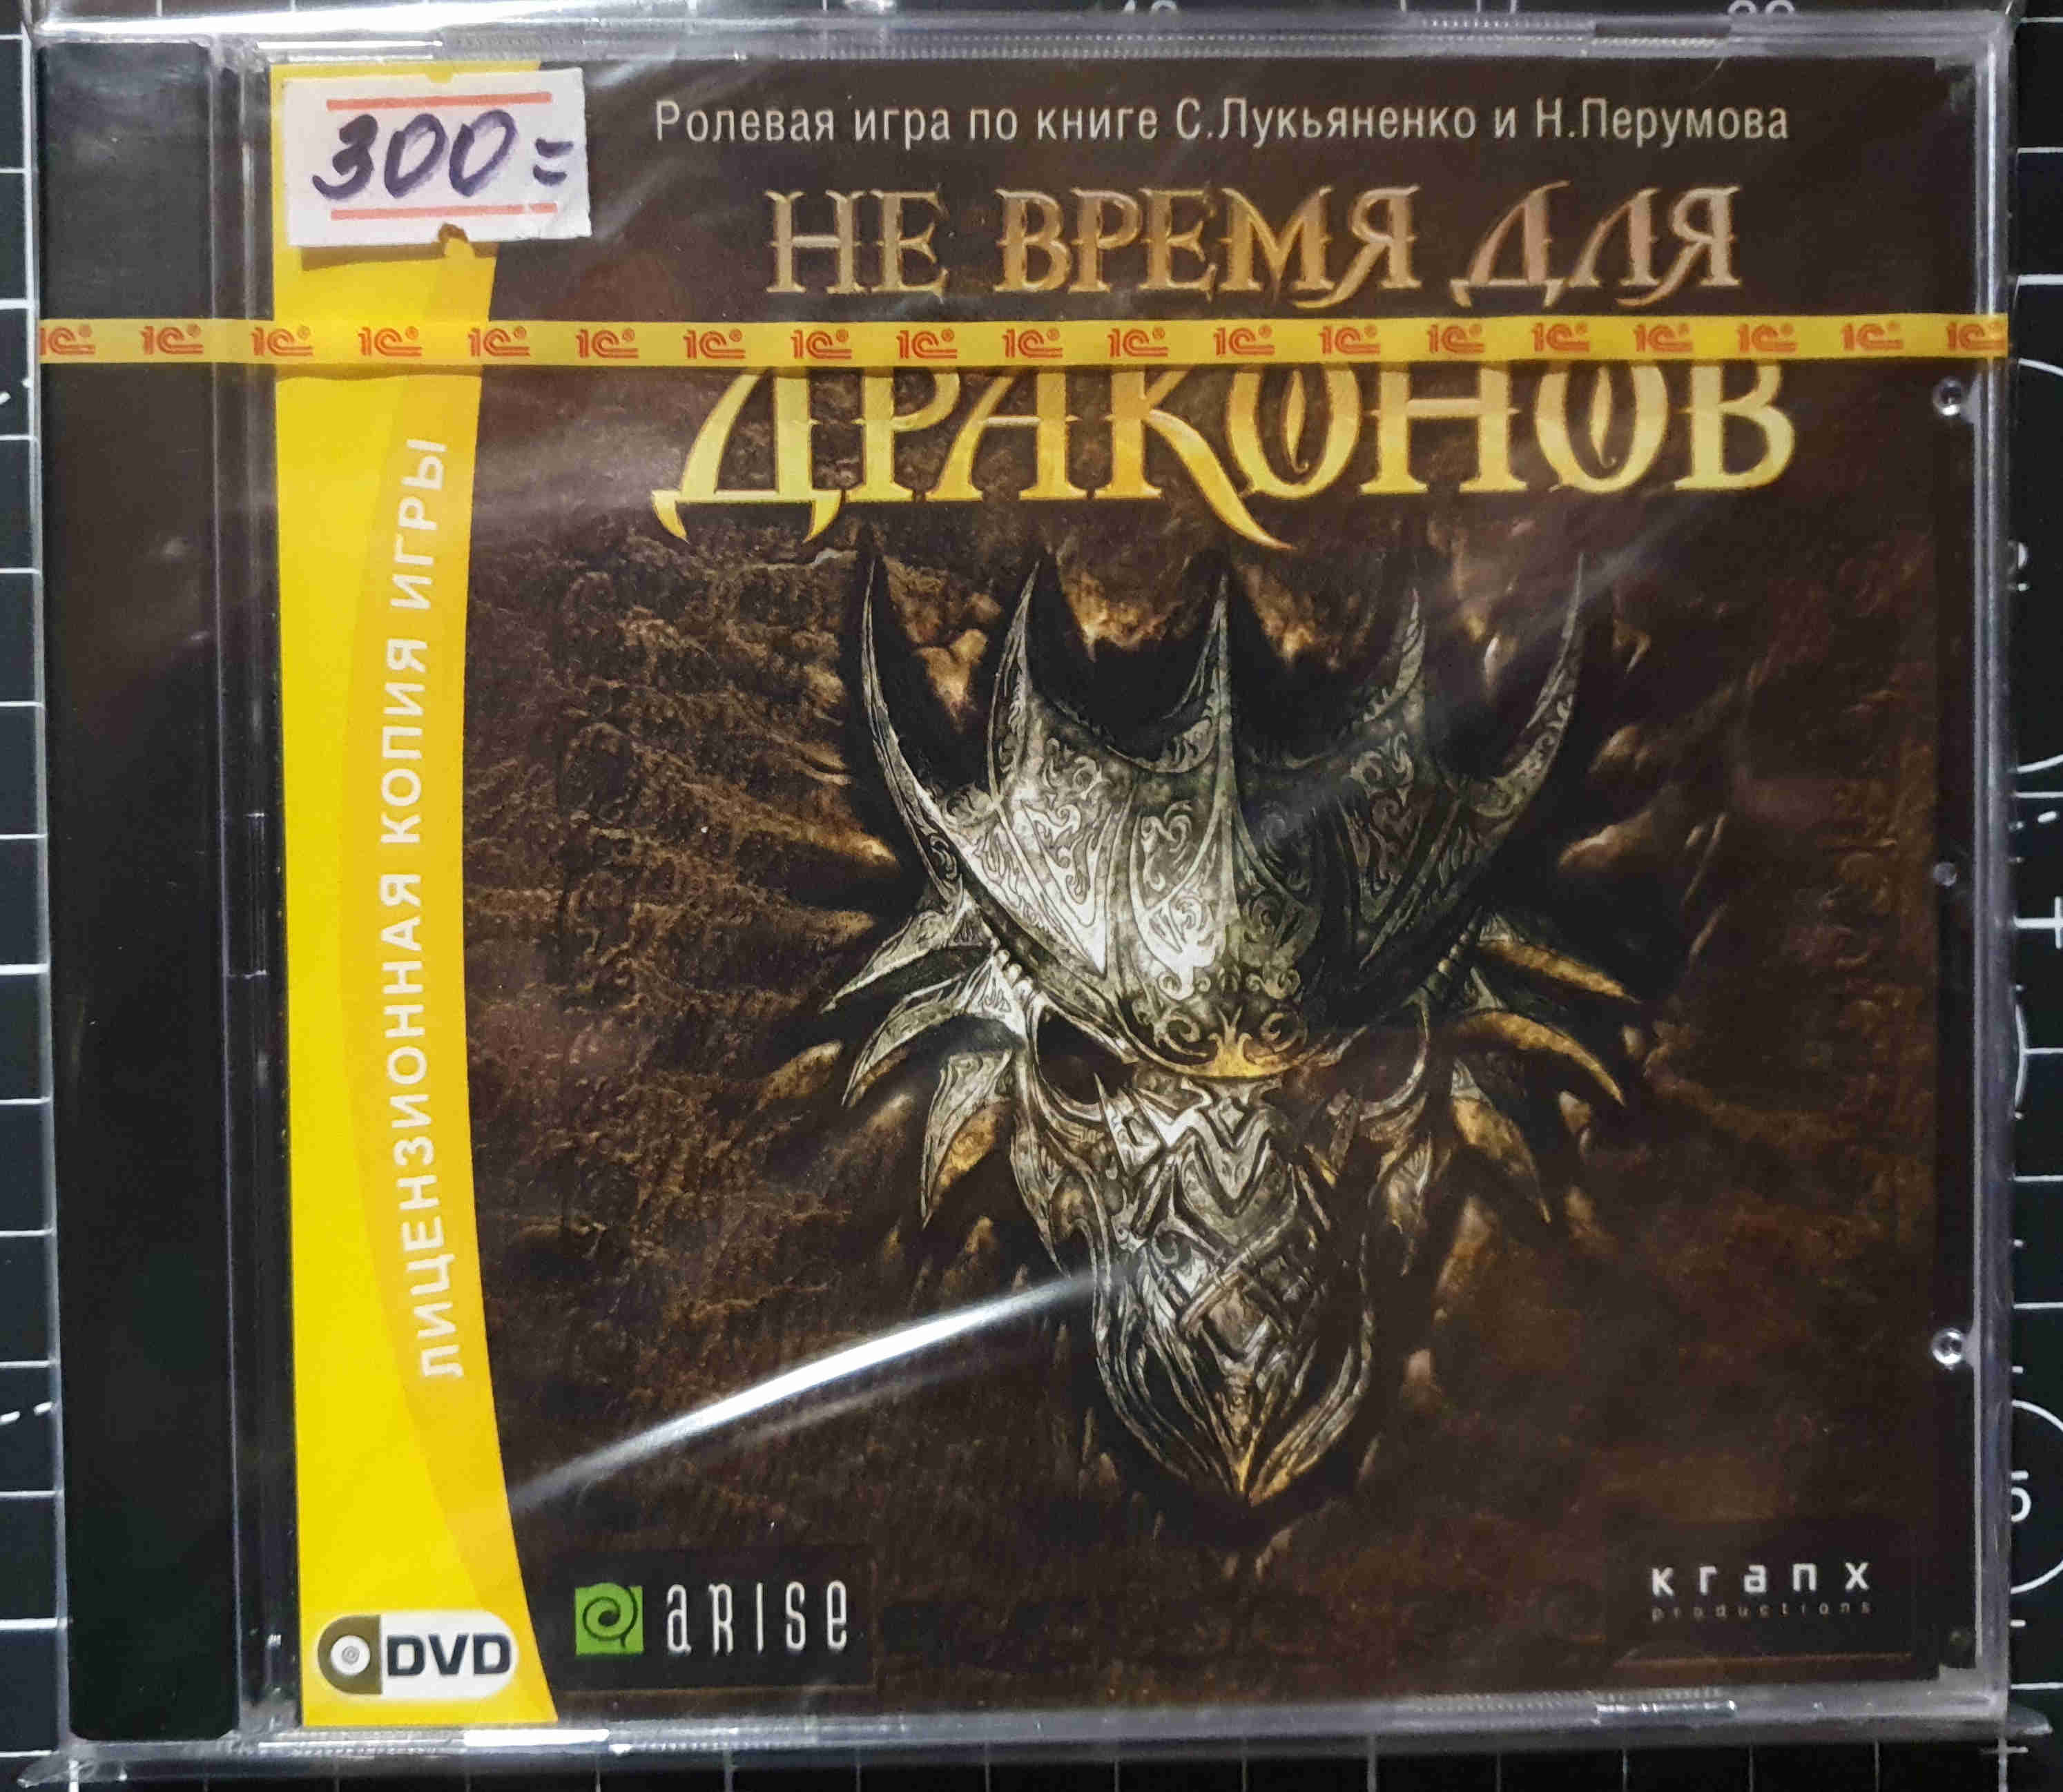 300=
Ролевая игра по книге С.Лукьяненко и Н.Перумова
НЕ ВРЕМЯ ДЛЯ
1С® 1С® 1С® 1С® 1С® 1С® 1С® 1С® 1С® 1С® 1С® 1С® 1С® 1С® 1С® 1С® 1С® 1С® 1С®
ДРАКОНОВ
ЛИЦЕНЗИОННАЯ КОПИЯ ИГРЫ
DVD
aRISe
kranx
productions